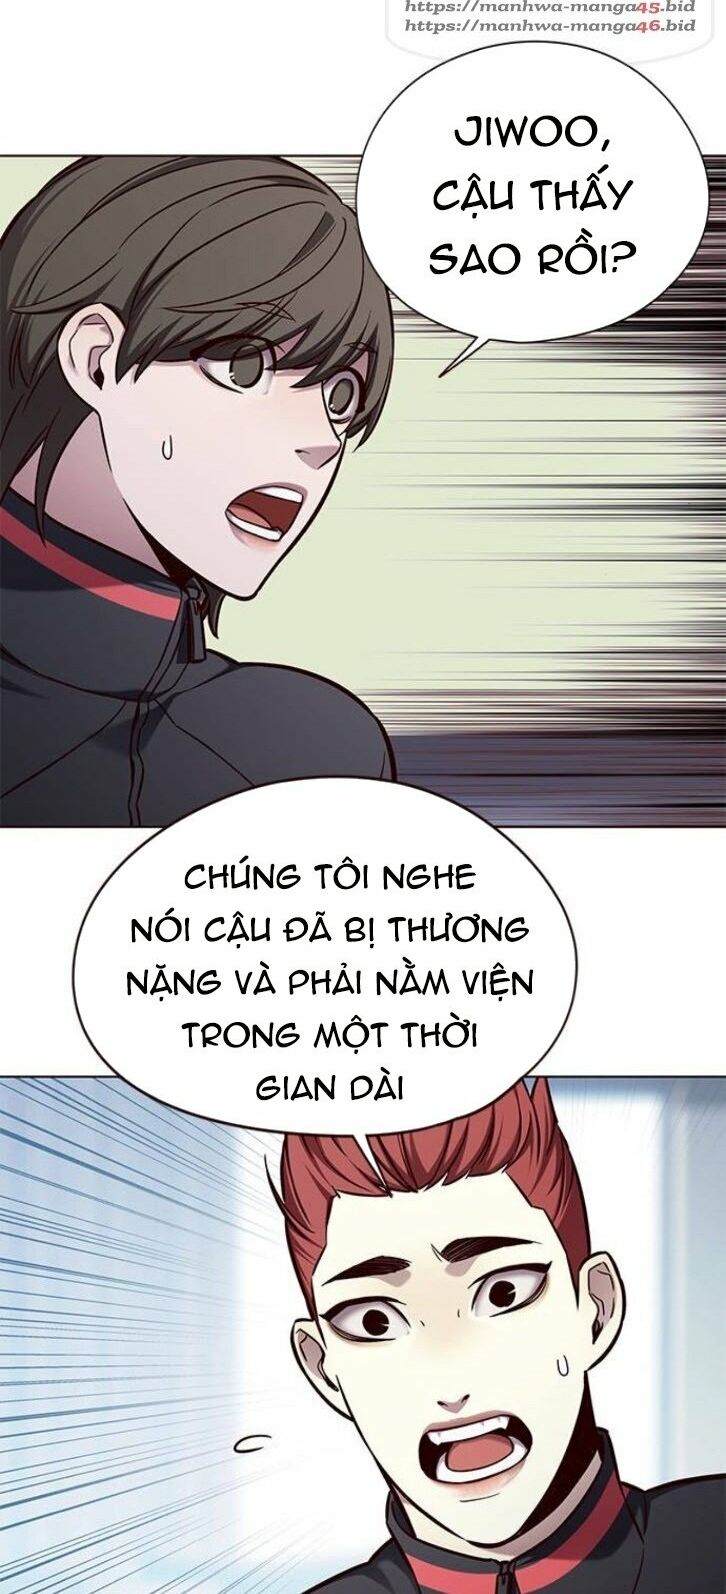 https://manhwa-manga45.bid
https://manhwa-manga46.bid
JIWOO,
CẬU THẤY
SAO RỒI?
CHÚNG TÔI NGHE
NÓI CẬU ĐÃ BỊ THƯƠNG
NẶNG VÀ PHẢI NẰM VIỆN
TRONG MỘT THỜI
GIAN DÀI